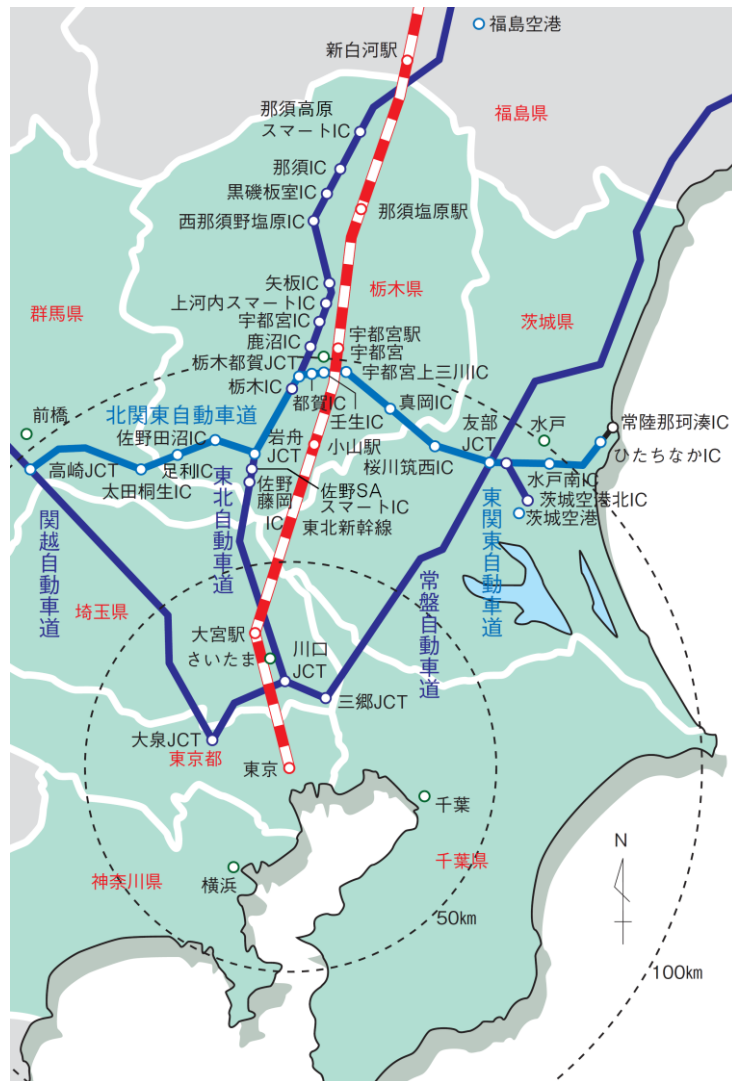 福島空港
新白河駅
那須高原
スマートIC
福島県
那須IC
黒磯板室IC
那須塩原駅
西那須野塩原IC
矢板IC
栃木県
上河内スマートIC
群馬県
宇都宮IC
茨城県
鹿沼IC
宇都宮駅
宇都宮
栃木都賀JCT
宇都宮上三川IC
栃木IC
都賀IC
壬生IC
真岡IC
北関東自動車道
前橋
佐野田沼IC
岩舟
JCT
小山駅
友部
JCT
水戸
常陸那珂湊IC
ひたちなかIC
高崎JCT
足利IC
太田桐生IC
桜川筑西IC
水戸南IC
佐野
藤岡
IC
佐野SA
スマートIC
東北新幹線
茨城空港北IC
茨城空港
関越自動車道
東北自動車道
東関東自動車道
常盤自動車道
埼玉県
大宮駅
さいたま
川口
JCT
三郷JCT
大泉JCT
東京都
東京
千葉
千葉県
神奈川県
横浜
N
50km
100km